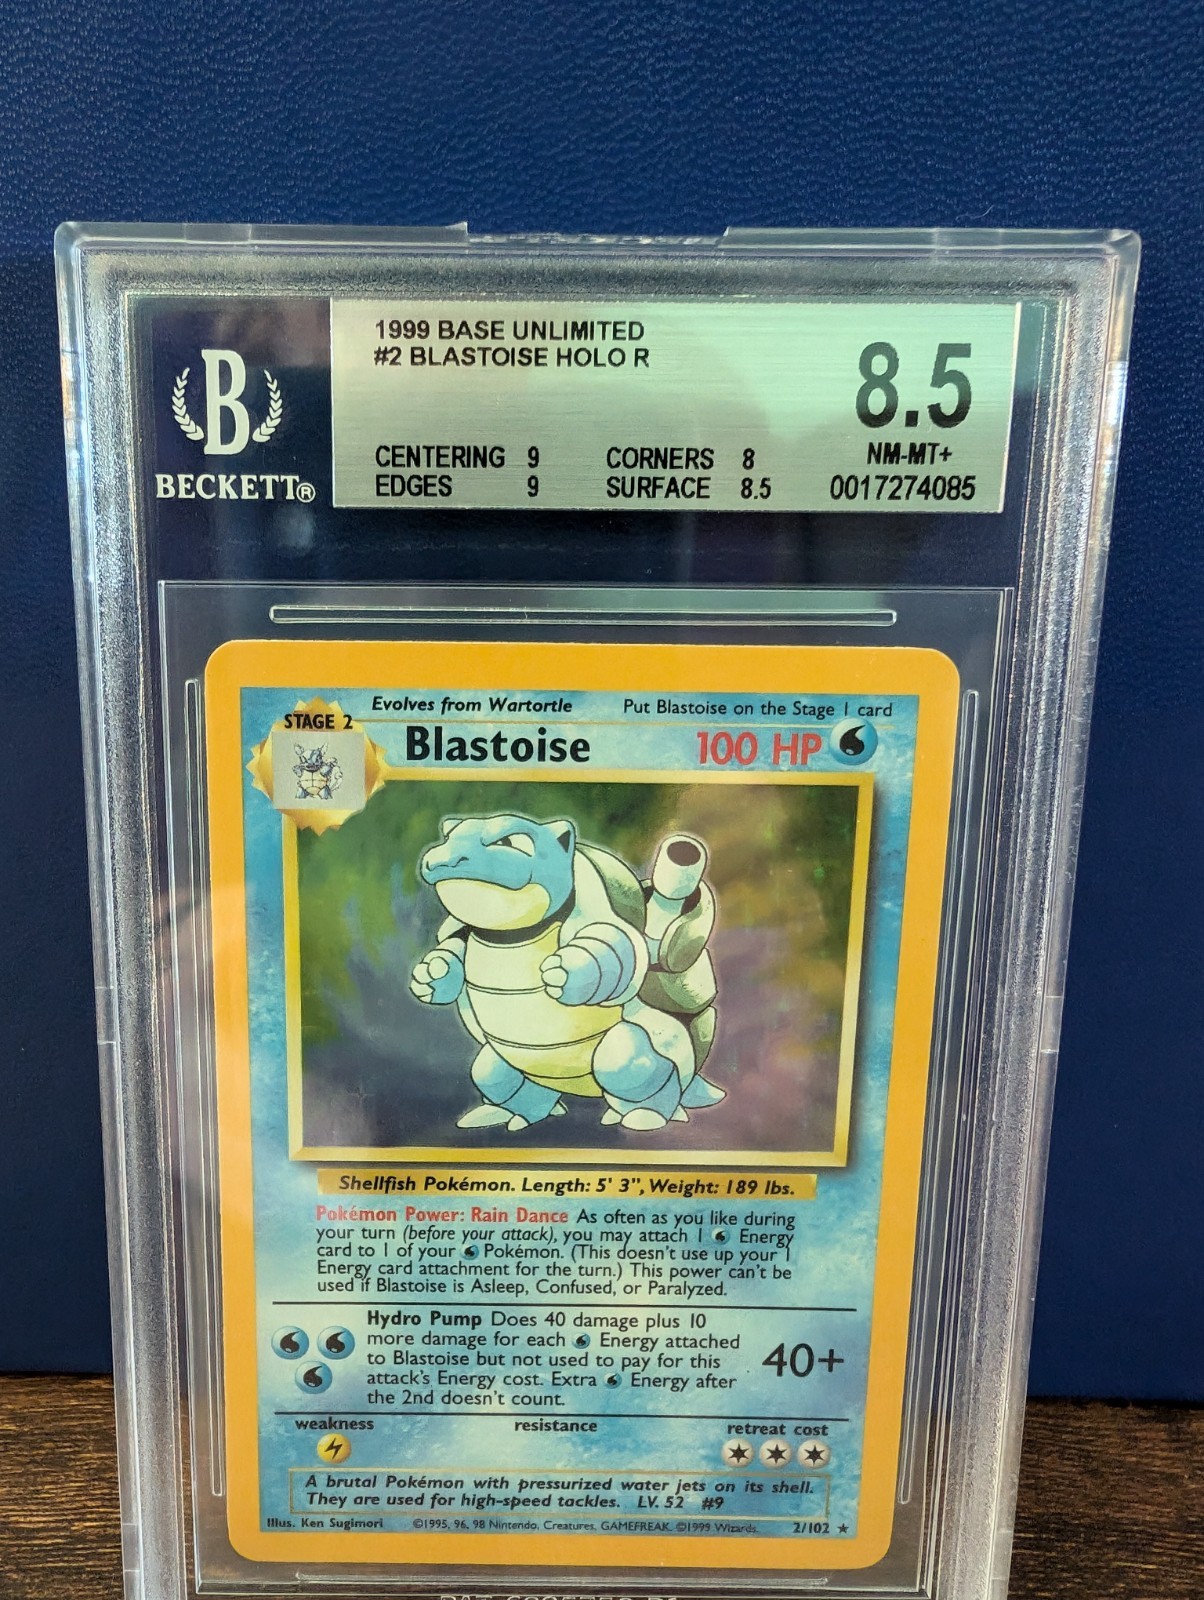 1999 BASE UNLIMITED
#2 BLASTOISE HOLO R
8.5
NM-MT+
0017274085
CENTERING 9 CORNERS 8
EDGES 9 SURFACE 8.5
B
BECKETT®
STAGE 2
Evolves from Wartortle
Put Blastoise on the Stage 1 card
Blastoise
100 HP
Shellfish Pokémon. Length: 5' 3", Weight: 189 lbs.
Pokémon Power: Rain Dance As often as you like during
your turn (before your attack), you may attach 1 Energy
card to 1 of your Pokémon. (This doesn't use up your 1
Energy card attachment for the turn.) This power can't be
used if Blastoise is Asleep, Confused, or Paralyzed.
Hydro Pump Does 40 damage plus 10
more damage for each Energy attached
to Blastoise but not used to pay for this
attack's Energy cost. Extra Energy after
the 2nd doesn't count.
40+
weakness
resistance
retreat cost
A brutal Pokémon with pressurized water jets on its shell.
They are used for high-speed tackles. LV. 52 #9
Illus. Ken Sugimori ©1995, 96, 98 Nintendo, Creatures, GAMEFREAK. ©1999 Wizards. 2/102 ★